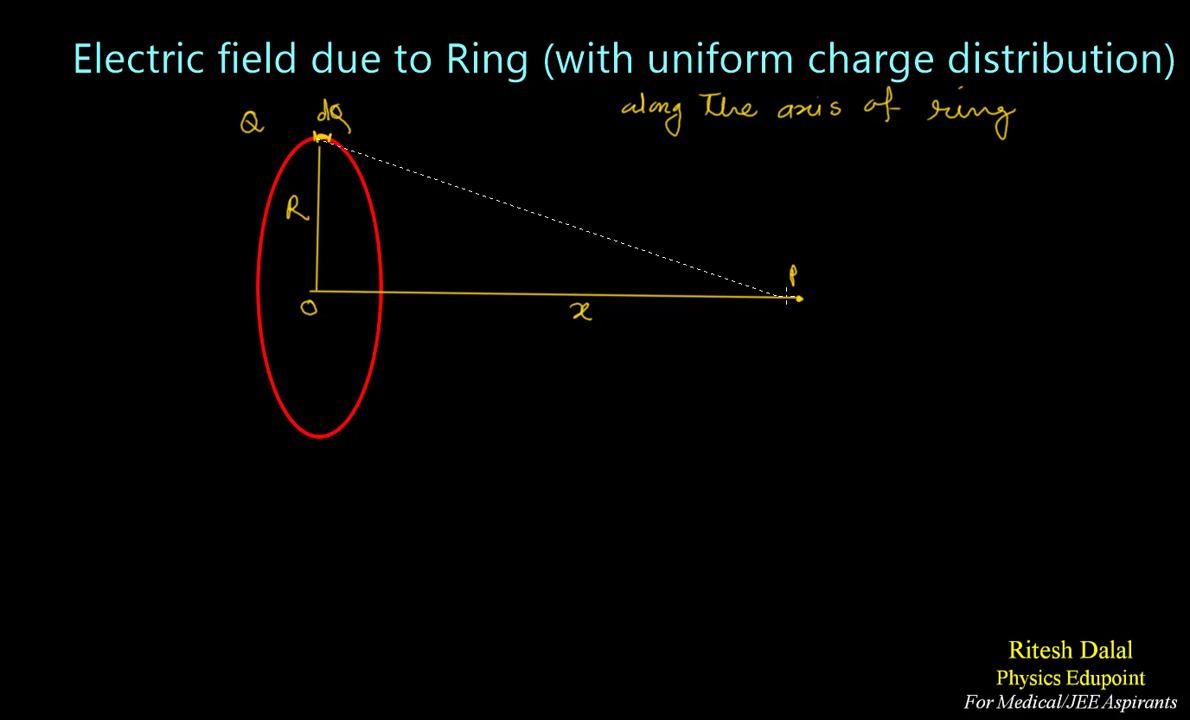 Electric field due to Ring (with uniform charge distribution)
along The axis of ring
Q
dQ
R
P
O
x
Ritesh Dalal
Physics Edupoint
For Medical/JEE Aspirants